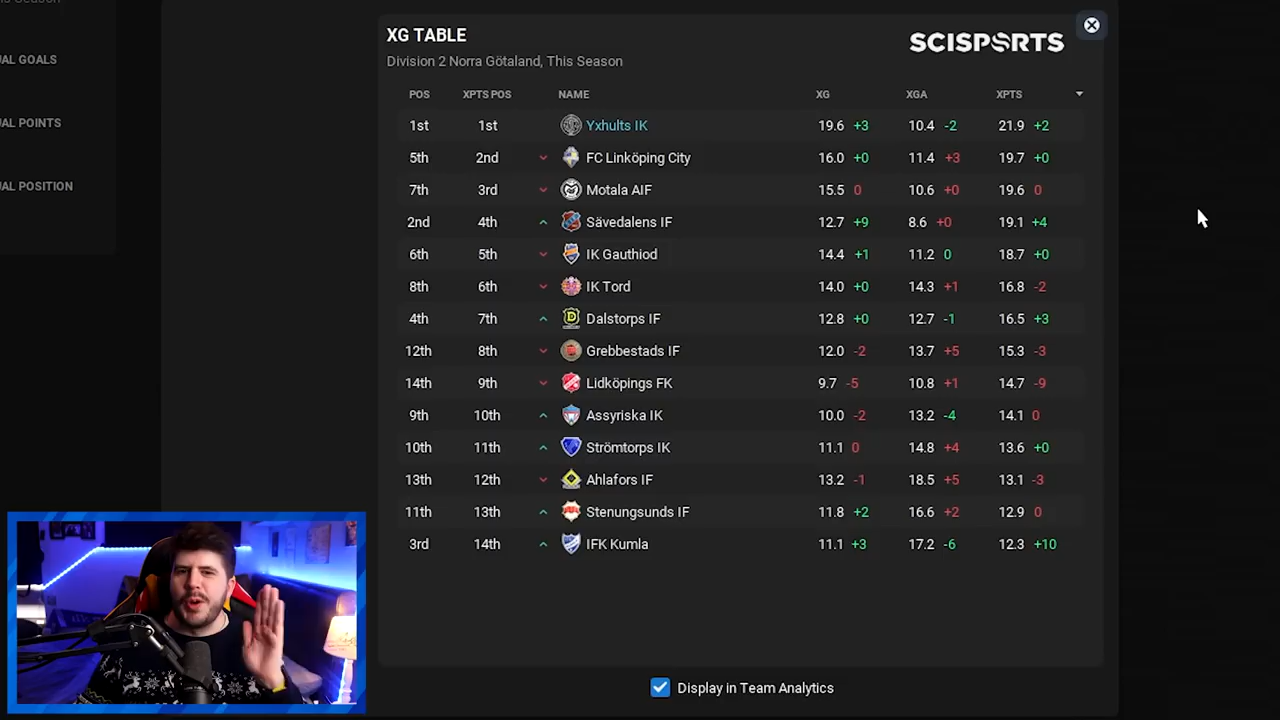 is Season
XG TABLE
SCISPORTS
Division 2 Norra Götaland, This Season
UAL GOALS
POS XPTS POS NAME XG XGA XPTS
1st 1st Yxhults IK 19.6 +3 10.4 -2 21.9 +2
UAL POINTS
5th 2nd FC Linköping City 16.0 +0 11.4 +3 19.7 +0
7th 3rd Motala AIF 15.5 0 10.6 +0 19.6 0
UAL POSITION
2nd 4th Sävedalens IF 12.7 +9 8.6 +0 19.1 +4
6th 5th IK Gauthiod 14.4 +1 11.2 0 18.7 +0
8th 6th IK Tord 14.0 +0 14.3 +1 16.8 -2
4th 7th Dalstorps IF 12.8 +0 12.7 -1 16.5 +3
12th 8th Grebbestads IF 12.0 -2 13.7 +5 15.3 -3
14th 9th Lidköpings FK 9.7 -5 10.8 +1 14.7 -9
9th 10th Assyriska IK 10.0 -2 13.2 -4 14.1 0
10th 11th Strömtorps IK 11.1 0 14.8 +4 13.6 +0
13th 12th Ahlafors IF 13.2 -1 18.5 +5 13.1 -3
11th 13th Stenungsunds IF 11.8 +2 16.6 +2 12.9 0
3rd 14th IFK Kumla 11.1 +3 17.2 -6 12.3 +10
Display in Team Analytics